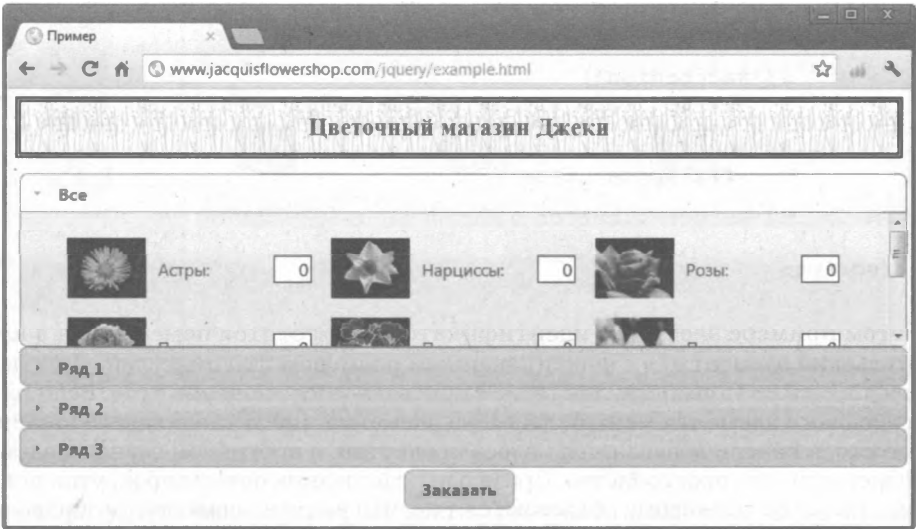 Пример
www.jacquisflowershop.com/jquery/example.html
Цветочный магазин Джеки
Все
Астры: 0 Нарциссы: 0 Розы: 0
Ряд 1
Ряд 2
Ряд 3
Заказать